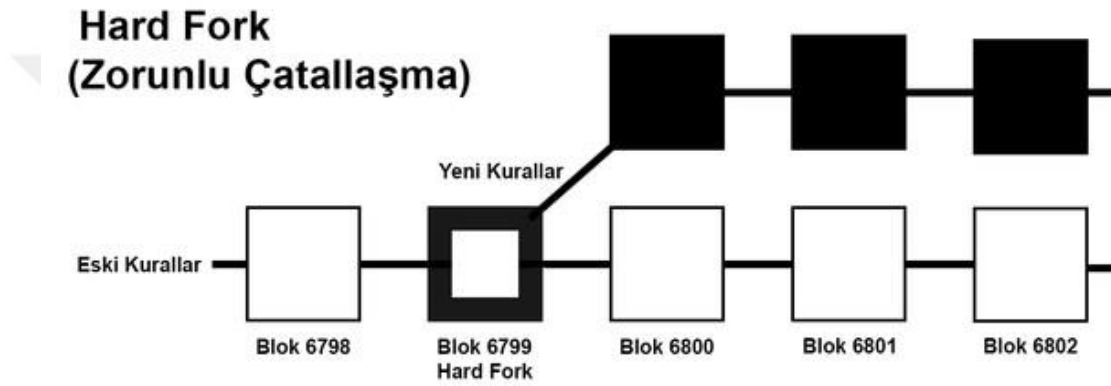 Hard Fork
(Zorunlu Çatallaşma)
Yeni Kurallar
Eski Kurallar
Blok 6798
Blok 6799
Hard Fork
Blok 6800
Blok 6801
Blok 6802